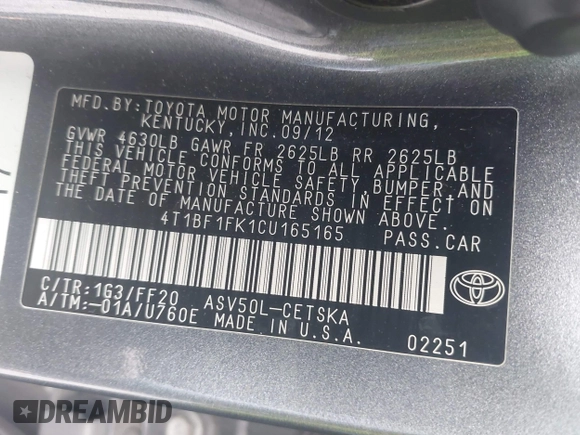 MFD. BY: TOYOTA MOTOR MANUFACTURING,
KENTUCKY, INC. 09/12
GVWR 4630LB GAWR FR 2625LB RR 2625LB
THIS VEHICLE CONFORMS TO ALL APPLICABLE
FEDERAL MOTOR VEHICLE SAFETY, BUMPER AND
THEFT PREVENTION STANDARDS IN EFFECT ON
THE DATE OF MANUFACTURE SHOWN ABOVE.
4T1BF1FK1CU165165 PASS. CAR
C/TR: 1G3/FF20 ASV50L-CETSKA
A/TM: -01A/U760E MADE IN U.S.A. 02251
DREAMBID